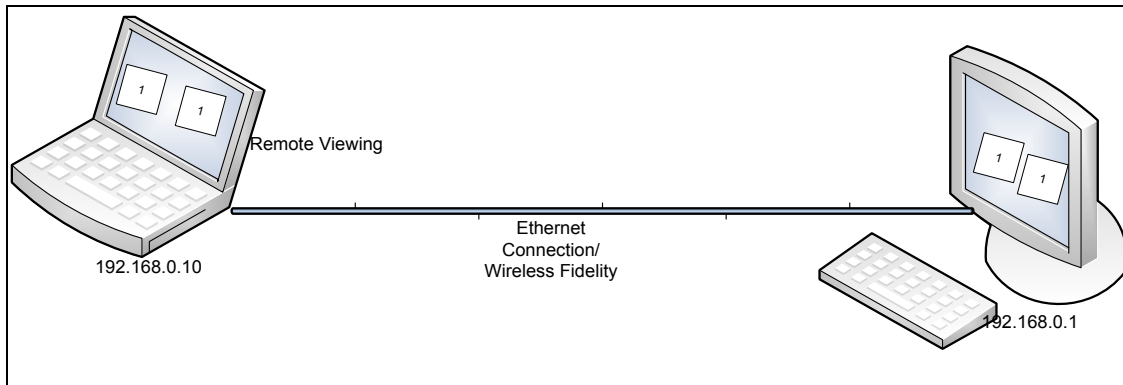 1
1
Remote Viewing
1
1
Ethernet
Connection/
Wireless Fidelity
192.168.0.10
192.168.0.1